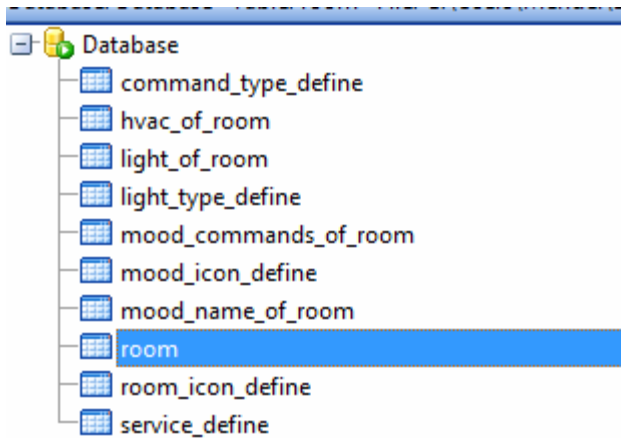 Database
command_type_define
hvac_of_room
light_of_room
light_type_define
mood_commands_of_room
mood_icon_define
mood_name_of_room
room
room_icon_define
service_define